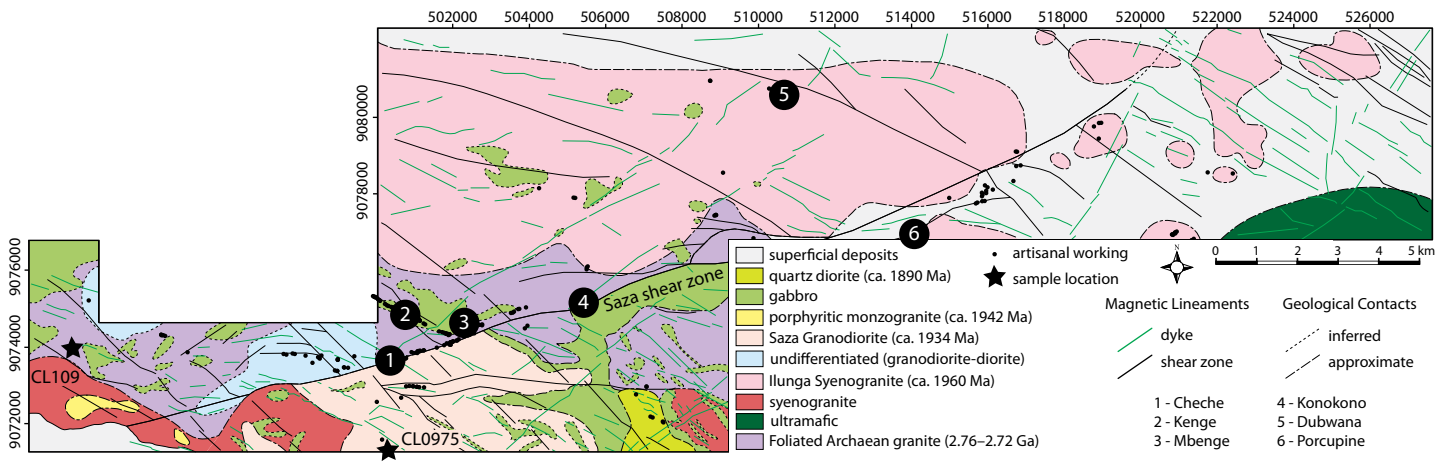 502000 504000 506000 508000 510000 512000 514000 516000 518000 520000 522000 524000 526000
9080000
9078000
9076000
9074000
9072000
5
6
4
2
3
1
Saza shear zone
CL109
CL0975
superficial deposits
quartz diorite (ca. 1890 Ma)
gabbro
porphyritic monzogranite (ca. 1942 Ma)
Saza Granodiorite (ca. 1934 Ma)
undifferentiated (granodiorite-diorite)
Ilunga Syenogranite (ca. 1960 Ma)
syenogranite
ultramafic
Foliated Archaean granite (2.76–2.72 Ga)
artisanal working
sample location
N
0 1 2 3 4 5 km
Magnetic Lineaments
dyke
shear zone
Geological Contacts
inferred
approximate
1 - Cheche
2 - Kenge
3 - Mbenge
4 - Konokono
5 - Dubwana
6 - Porcupine